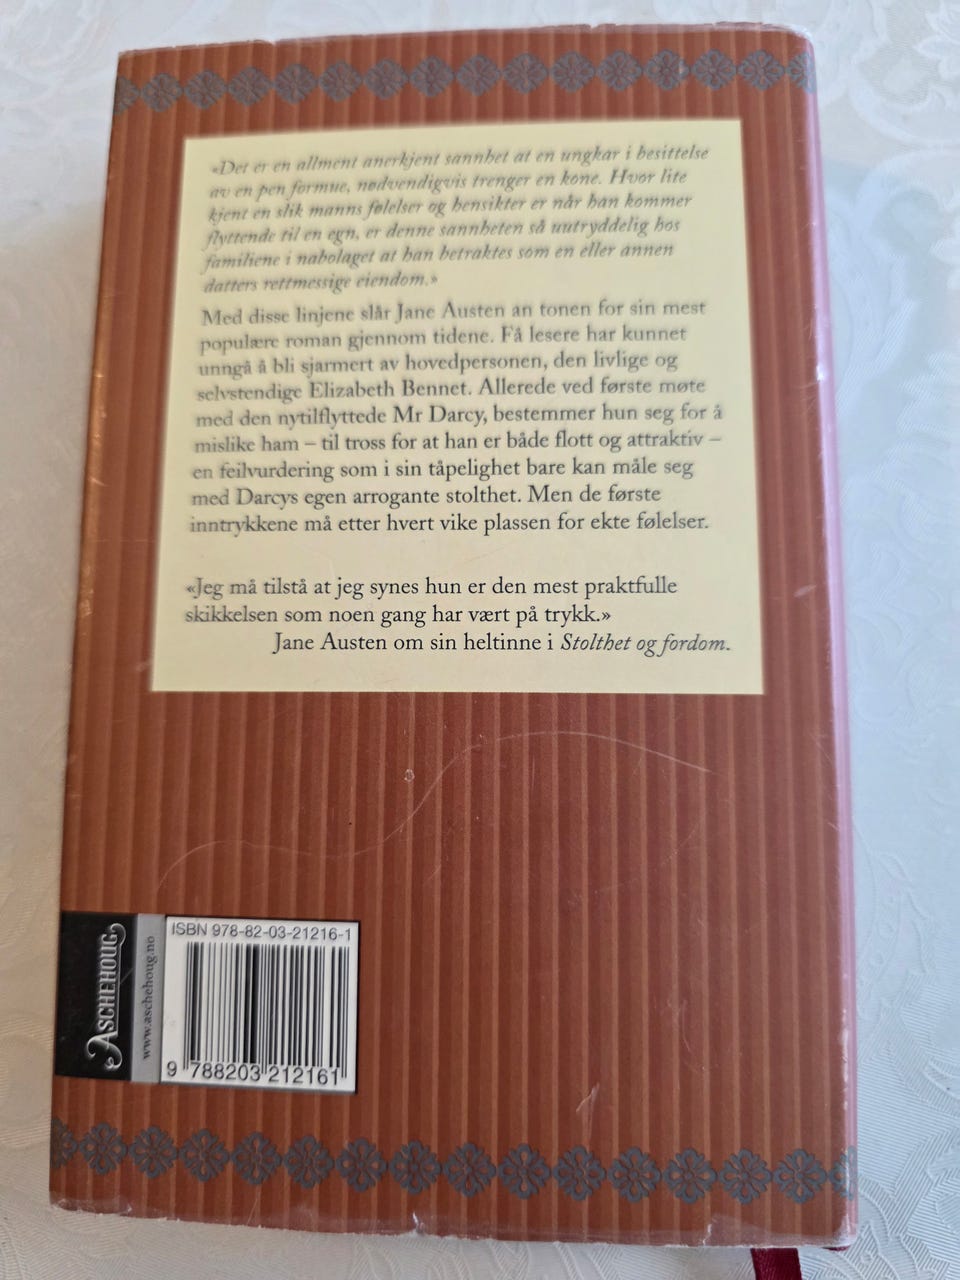 «Det er en allment anerkjent sannhet at en ungkar i besittelse
av en pen formue, nødvendigvis trenger en kone. Hvor lite
kjent en slik manns følelser og hensikter er når han kommer
flyttende til en egn, er denne sannheten så uutryddelig hos
familiene i nabolaget at han betraktes som en eller annen
datters rettmessige eiendom.»
Med disse linjene slår Jane Austen an tonen for sin mest
populære roman gjennom tidene. Få lesere har kunnet
unngå å bli sjarmert av hovedpersonen, den livlige og
selvstendige Elizabeth Bennet. Allerede ved første møte
med den nytilflyttede Mr Darcy, bestemmer hun seg for å
mislike ham – til tross for at han er både flott og attraktiv –
en feilvurdering som i sin tåpelighet bare kan måle seg
med Darcys egen arrogante stolthet. Men de første
inntrykkene må etter hvert vike plassen for ekte følelser.
«Jeg må tilstå at jeg synes hun er den mest praktfulle
skikkelsen som noen gang har vært på trykk.»
Jane Austen om sin heltinne i Stolthet og fordom.
ASCHEHOUG
www.aschehoug.no
ISBN 978-82-03-21216-1
9 788203 212161